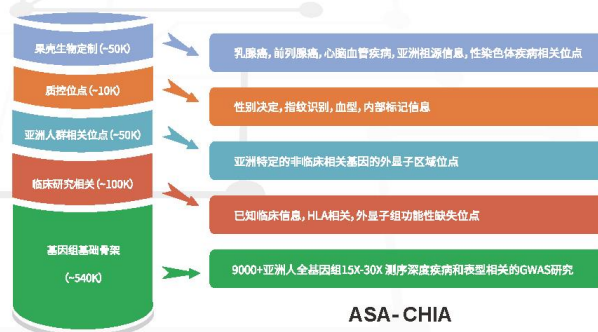 果壳生物定制(~50K)
乳腺癌,前列腺癌,心脑血管疾病,亚洲祖源信息,性染色体疾病相关位点
质控位点(~10K)
性别决定,指纹识别,血型,内部标记信息
亚洲人群相关位点(~50K)
亚洲特定的非临床相关基因的外显子区域位点
临床研究相关(~100K)
已知临床信息,HLA相关,外显子组功能性缺失位点
基因组基础骨架
(~540K)
9000+亚洲人全基因组15X-30X 测序深度疾病和表型相关的GWAS研究
ASA- CHIA